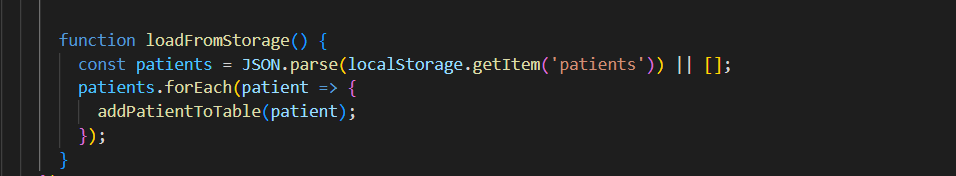 function loadFromStorage() {
const patients = JSON.parse(localStorage.getItem('patients')) || [];
patients.forEach(patient => {
addPatientToTable(patient);
});
}